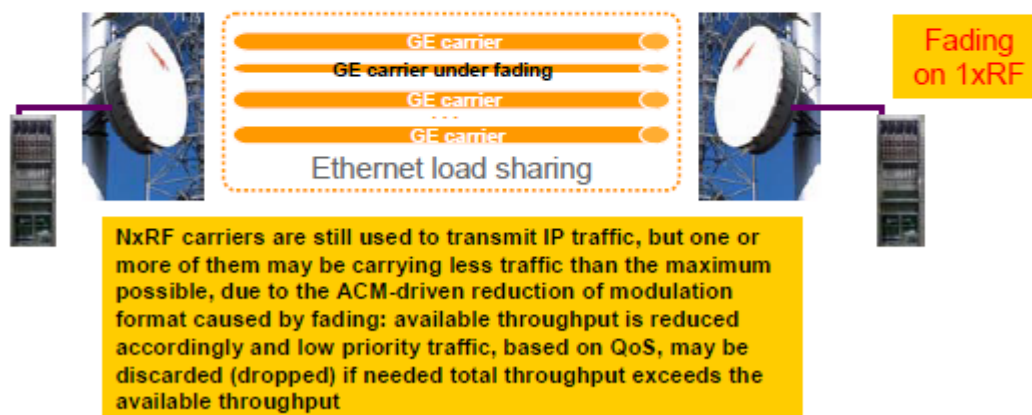 GE carrier
GE carrier under fading
GE carrier
...
GE carrier
Ethernet load sharing
Fading
on 1xRF
NxRF carriers are still used to transmit IP traffic, but one or
more of them may be carrying less traffic than the maximum
possible, due to the ACM-driven reduction of modulation
format caused by fading: available throughput is reduced
accordingly and low priority traffic, based on QoS, may be
discarded (dropped) if needed total throughput exceeds the
available throughput